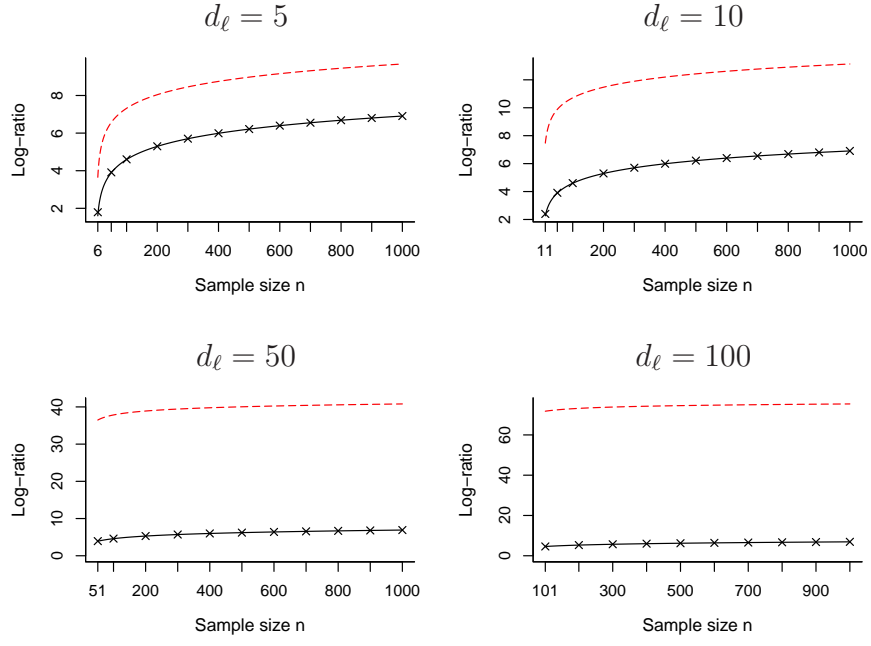 d_ℓ = 5
Log−ratio
8
6
4
2
6 200 400 600 800 1000
Sample size n
d_ℓ = 10
Log−ratio
10
8
6
4
2
11 200 400 600 800 1000
Sample size n
d_ℓ = 50
Log−ratio
40
30
20
10
0
51 200 400 600 800 1000
Sample size n
d_ℓ = 100
Log−ratio
60
40
20
0
101 300 500 700 900
Sample size n